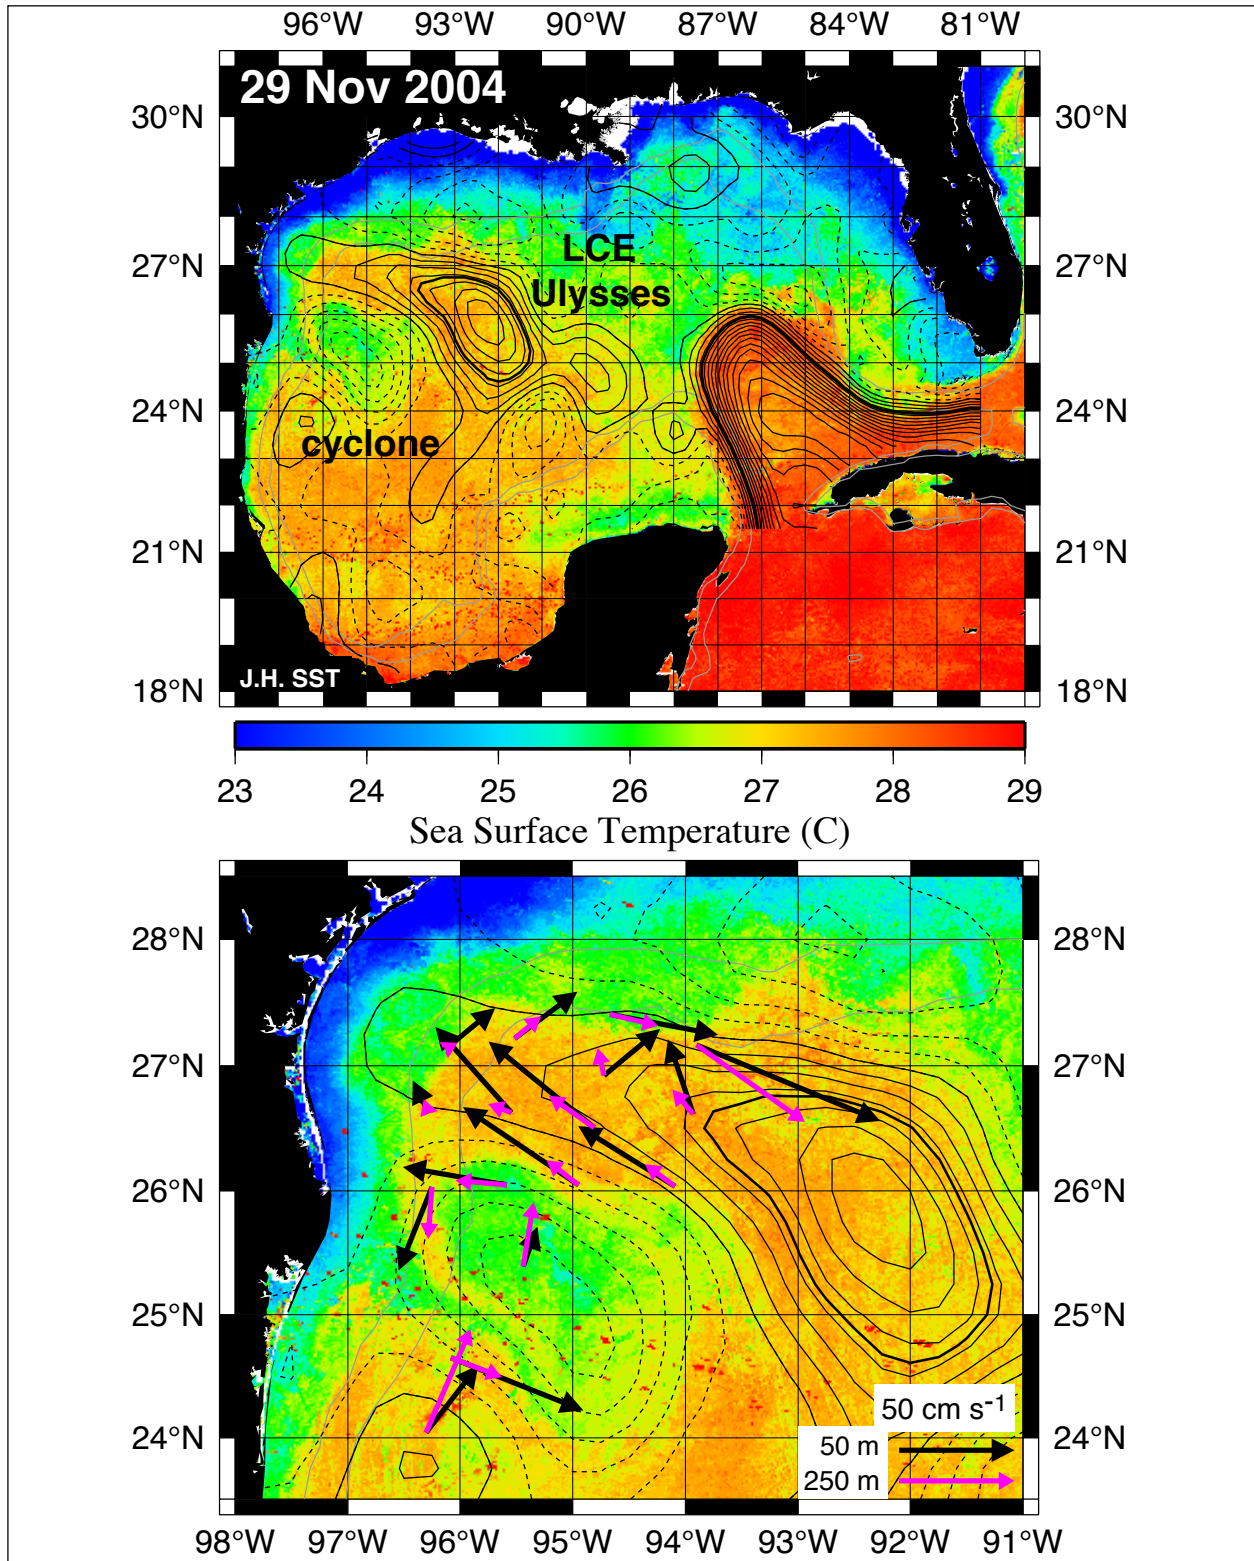 96°W 93°W 90°W 87°W 84°W 81°W
29 Nov 2004
30°N 30°N
LCE
27°N 27°N
Ulysses
24°N 24°N
cyclone
21°N 21°N
J.H. SST
18°N 18°N
23 24 25 26 27 28 29
Sea Surface Temperature (C)
28°N 28°N
27°N 27°N
26°N 26°N
25°N 25°N
50 cm s-1
24°N 50 m 24°N
250 m
98°W 97°W 96°W 95°W 94°W 93°W 92°W 91°W